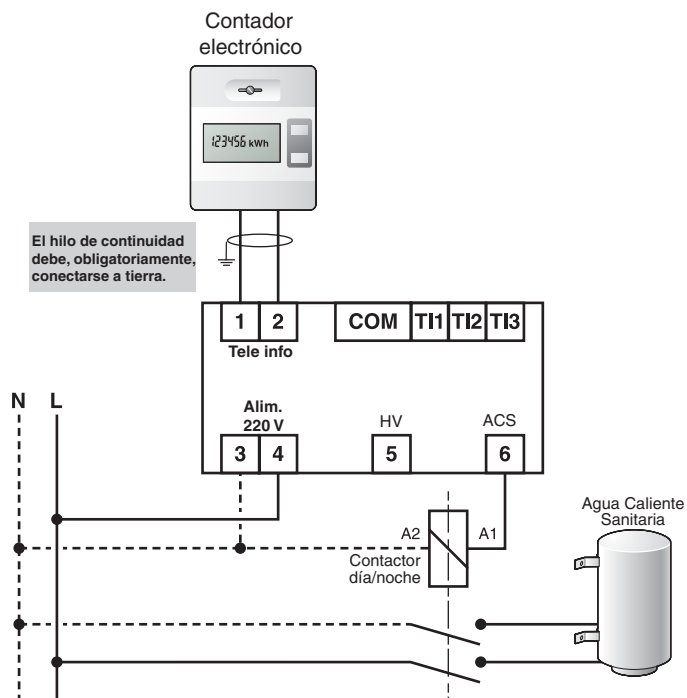 Contador
electrónico
123456 kWh
El hilo de continuidad
debe, obligatoriamente,
conectarse a tierra.
1 2 COM TI1 TI2 TI3
Tele info
N L
Alim.
220 V
HV
ACS
3 4 5 6
Agua Caliente
Sanitaria
A2 A1
Contactor
día/noche